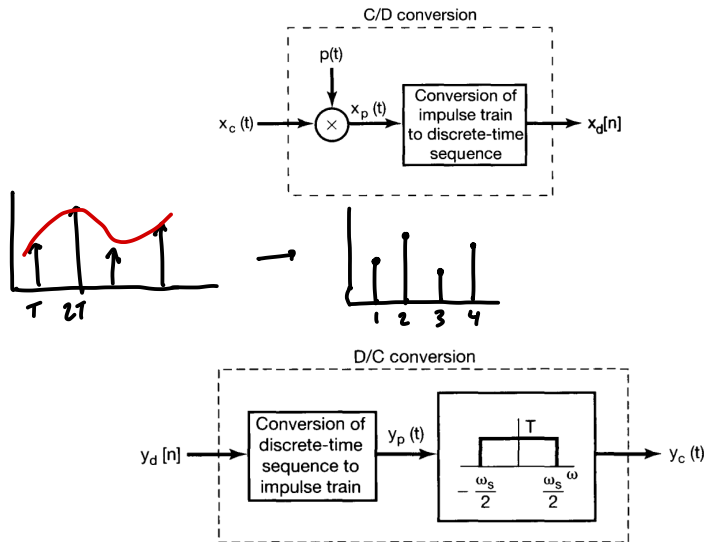 C/D conversion
p(t)
x_c (t)
×
x_p (t)
Conversion of
impulse train
to discrete-time
sequence
x_d[n]
T 2T
1 2 3 4
D/C conversion
y_d [n]
Conversion of
discrete-time
sequence to
impulse train
y_p (t)
T
- ω_s/2 ω_s/2 ω
y_c (t)